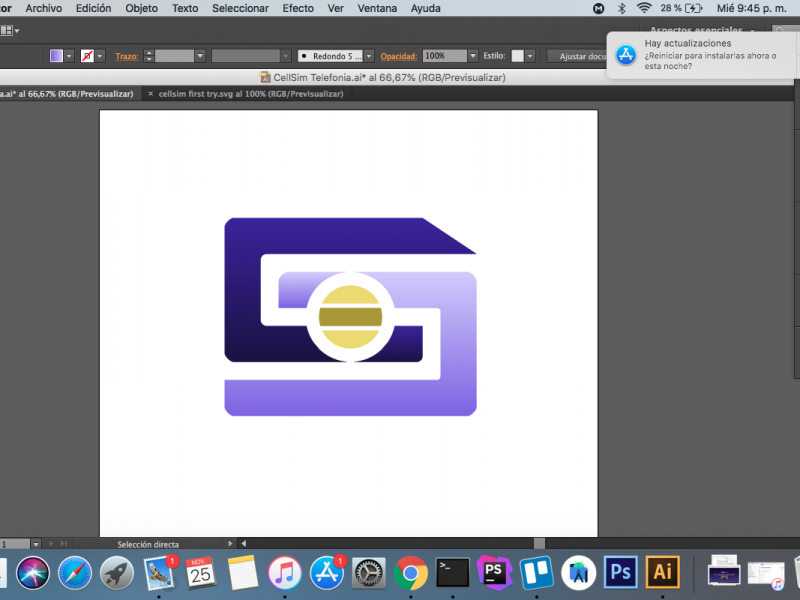 or Archivo Edición Objeto Texto Seleccionar Efecto Ver Ventana Ayuda 28 % Mié 9:45 p. m.
Aspectos esenciales
Hay actualizaciones
¿Reiniciar para instalarlas ahora o
esta noche?
Trazo: Redondo 5 ... Opacidad: 100% Estilo: Ajustar docu
CellSim Telefonia.ai* al 66,67% (RGB/Previsualizar)
a.ai* al 66,67% (RGB/Previsualizar) × cellsim first try.svg al 100% (RGB/Previsualizar)
1 Selección directa
1 NOV 25 1 >_ PS Ps Ai